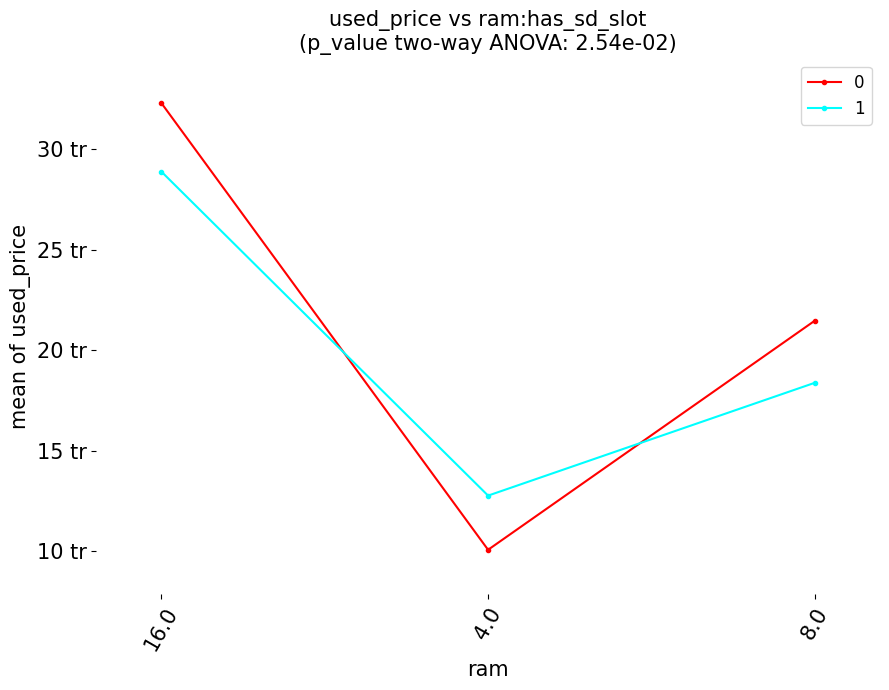 used_price vs ram:has_sd_slot
(p_value two-way ANOVA: 2.54e-02)
0
1
30 tr
25 tr
20 tr
15 tr
10 tr
mean of used_price
16.0
4.0
8.0
ram